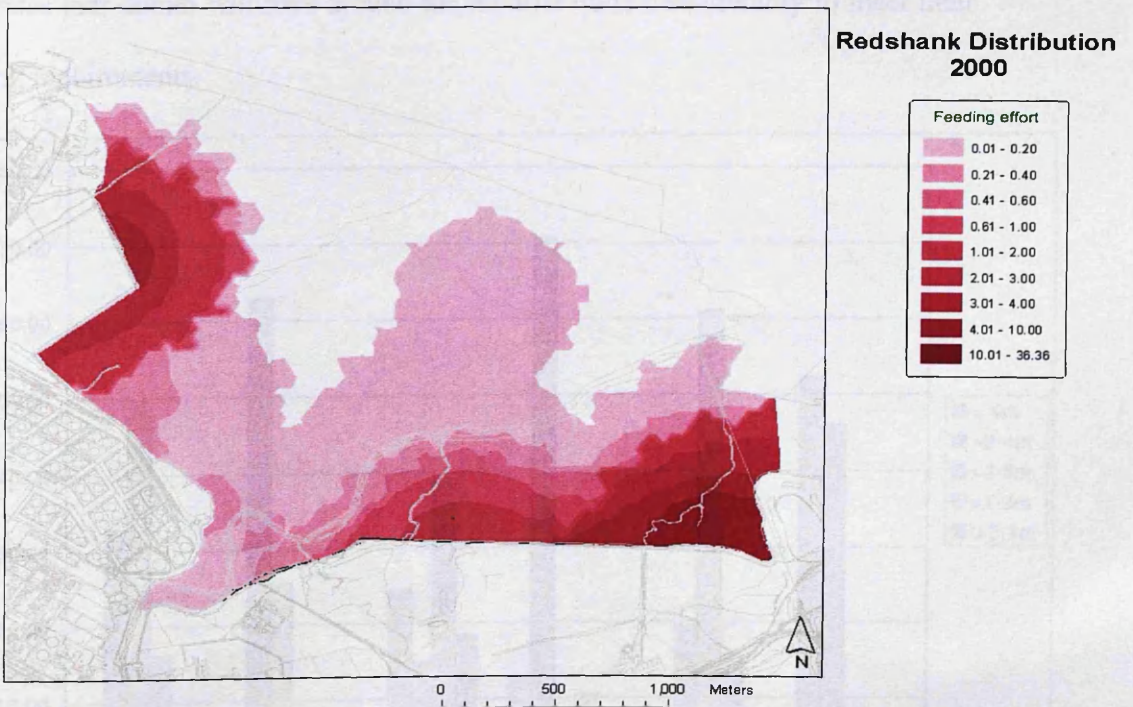 Redshank Distribution
2000
Feeding effort
0.01 - 0.20
0.21 - 0.40
0.41 - 0.60
0.61 - 1.00
1.01 - 2.00
2.01 - 3.00
3.01 - 4.00
4.01 - 10.00
10.01 - 36.36
N
0 500 1,000 Meters